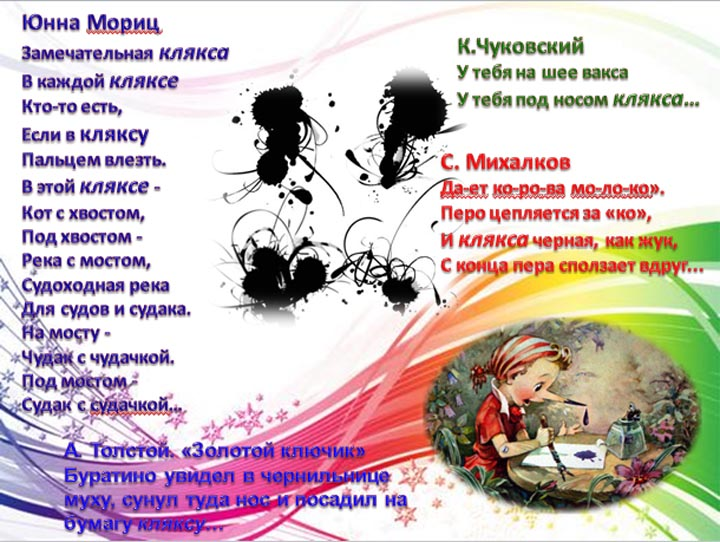 Юнна Мориц
Замечательная клякса
В каждой кляксе
Кто-то есть,
Если в кляксу
Пальцем влезть.
В этой кляксе -
Кот с хвостом,
Под хвостом -
Река с мостом,
Судоходная река
Для судов и судака.
На мосту -
Чудак с чудачкой.
Под мостом -
Судак с судачкой...
К.Чуковский
У тебя на шее вакса
У тебя под носом клякса...
С. Михалков
Да-ет ко-ро-ва мо-ло-ко».
Перо цепляется за «ко»,
И клякса черная, как жук,
С конца пера сползает вдруг...
А. Толстой. «Золотой ключик»
Буратино увидел в чернильнице
муху, сунул туда нос и посадил на
бумагу кляксу...